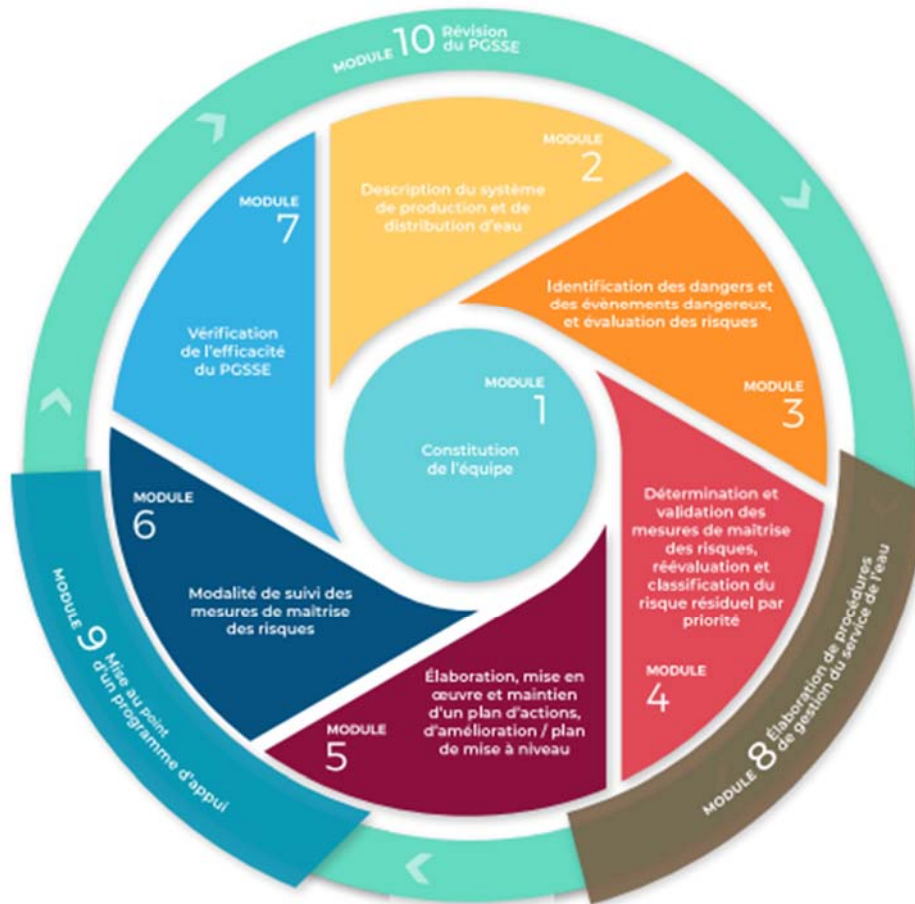 MODULE 10 Révision
du PGSSE
MODULE
2
Description du système
de production et de
distribution d'eau
MODULE
7
Vérification
de l'efficacité
du PGSSE
Identification des dangers et
des évènements dangereux,
et évaluation des risques
MODULE
3
MODULE
1
Constitution
de l'équipe
Détermination et
validation des
mesures de maîtrise
des risques,
réévaluation et
classification du
risque résiduel par
priorité
MODULE
4
MODULE
6
Modalité de suivi des
mesures de maîtrise
des risques
Élaboration, mise en
œuvre et maintien
d'un plan d'actions,
d'amélioration / plan
de mise à niveau
MODULE
5
MODULE 8 Élaboration de procédures
de gestion du service de l'eau
MODULE 9 Mise au point
d'un programme d'appui